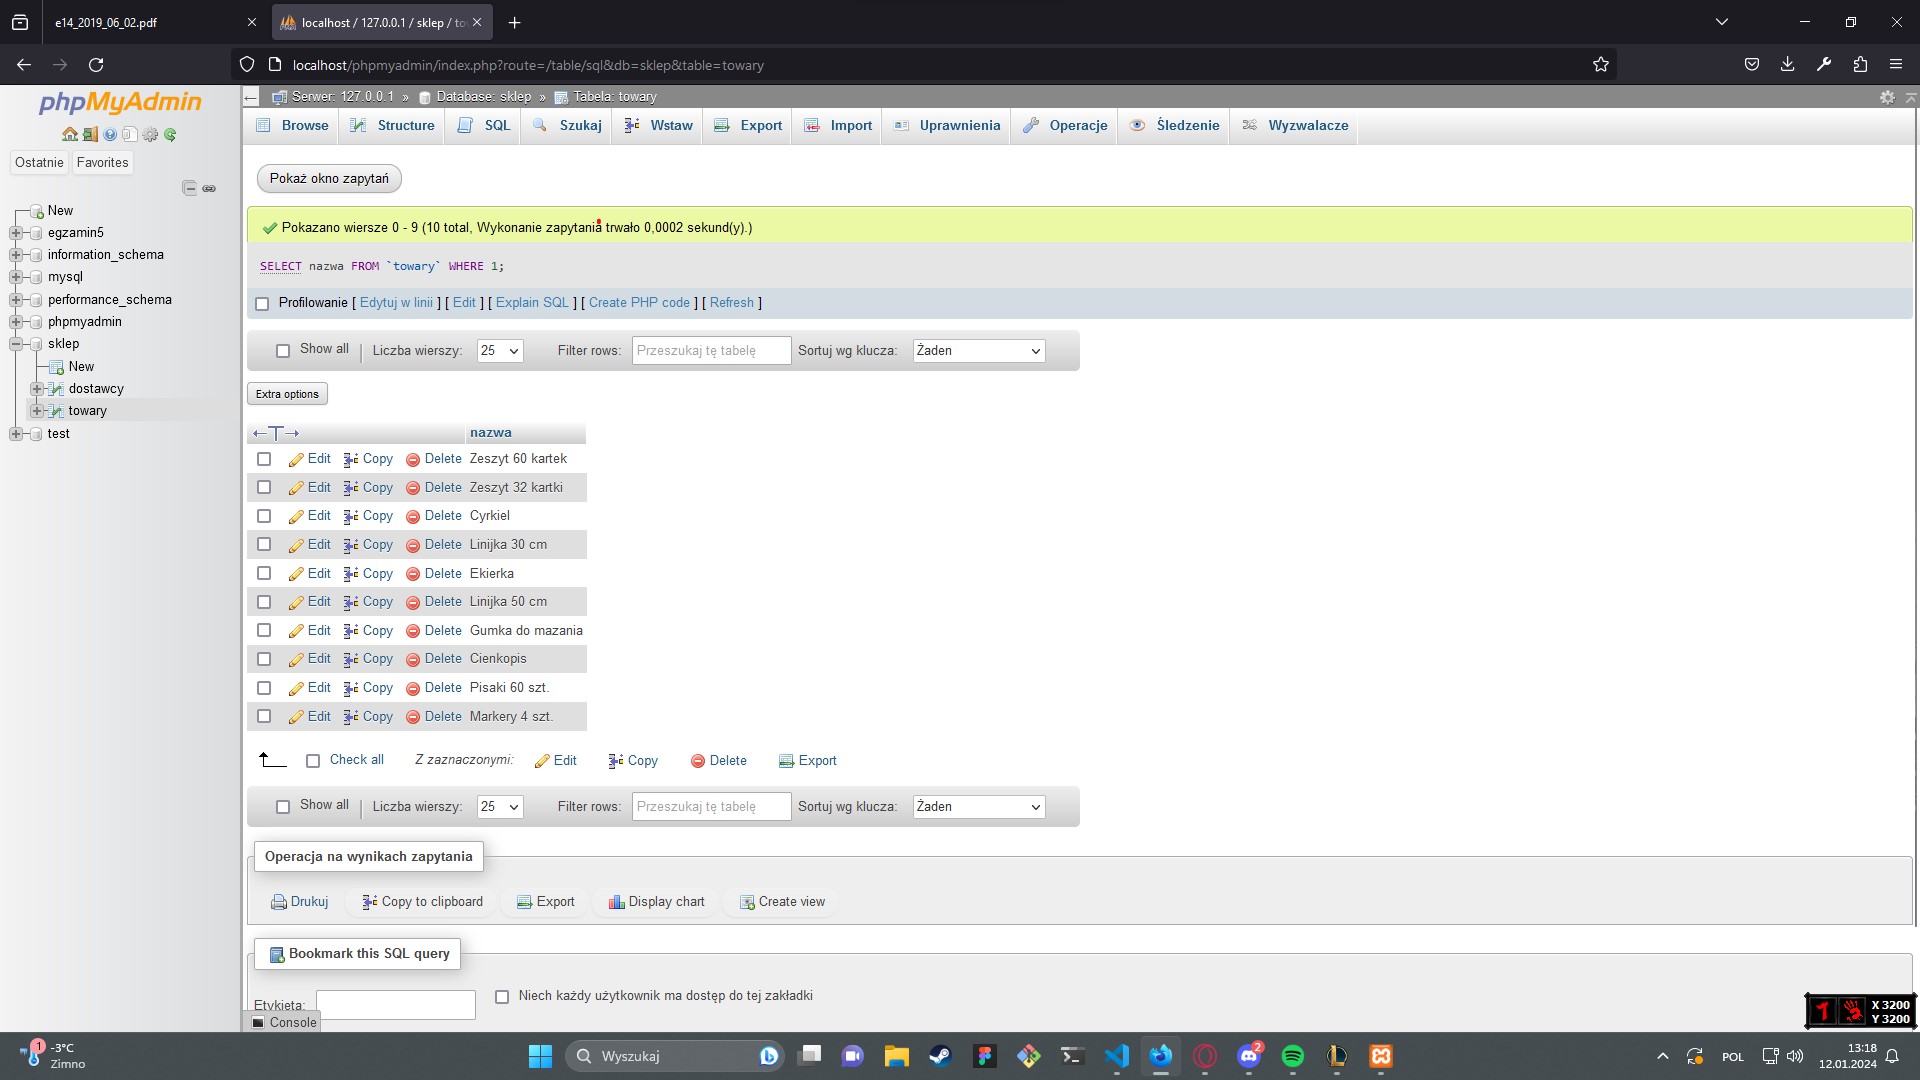 e14_2019_06_02.pdf
localhost / 127.0.0.1 / sklep / to
localhost/phpmyadmin/index.php?route=/table/sql&db=sklep&table=towary
phpMyAdmin
Ostatnie Favorites
New
egzamin5
information_schema
mysql
performance_schema
phpmyadmin
sklep
New
dostawcy
towary
test
Serwer: 127.0.0.1 » Database: sklep » Tabela: towary
Browse Structure SQL Szukaj Wstaw Export Import Uprawnienia Operacje Śledzenie Wyzwalacze
Pokaż okno zapytań
Pokazano wiersze 0 - 9 (10 total, Wykonanie zapytania trwało 0,0002 sekund(y).)
SELECT nazwa FROM `towary` WHERE 1;
Profilowanie [ Edytuj w linii ] [ Edit ] [ Explain SQL ] [ Create PHP code ] [ Refresh ]
Show all Liczba wierszy: 25 Filter rows: Przeszukaj tę tabelę Sortuj wg klucza: Żaden
Extra options
←T→ nazwa
Edit Copy Delete Zeszyt 60 kartek
Edit Copy Delete Zeszyt 32 kartki
Edit Copy Delete Cyrkiel
Edit Copy Delete Linijka 30 cm
Edit Copy Delete Ekierka
Edit Copy Delete Linijka 50 cm
Edit Copy Delete Gumka do mazania
Edit Copy Delete Cienkopis
Edit Copy Delete Pisaki 60 szt.
Edit Copy Delete Markery 4 szt.
Check all Z zaznaczonymi: Edit Copy Delete Export
Show all Liczba wierszy: 25 Filter rows: Przeszukaj tę tabelę Sortuj wg klucza: Żaden
Operacja na wynikach zapytania
Drukuj Copy to clipboard Export Display chart Create view
Bookmark this SQL query
Etykieta: Niech każdy użytkownik ma dostęp do tej zakładki
Console
X 3200
Y 3200
1
-3°C
Zimno
Wyszukaj
2
POL
13:18
12.01.2024